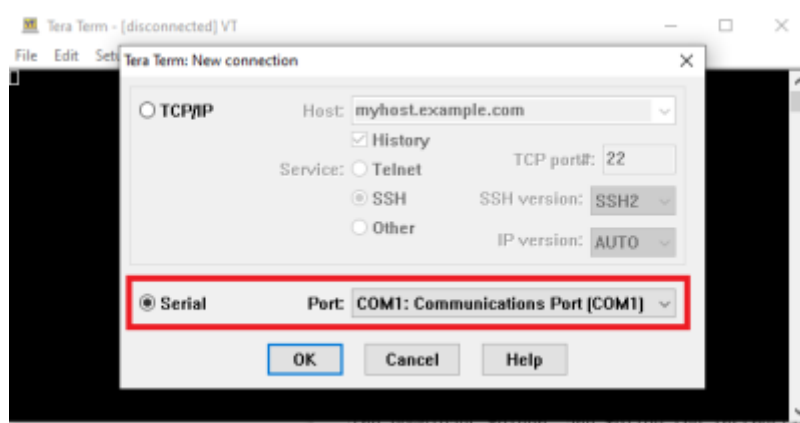 Tera Term - [disconnected] VT
File Edit Setu
Tera Term: New connection
TCP/IP Host: myhost.example.com
History
Service: Telnet TCP port#: 22
SSH SSH version: SSH2
Other IP version: AUTO
Serial Port: COM1: Communications Port (COM1)
OK Cancel Help